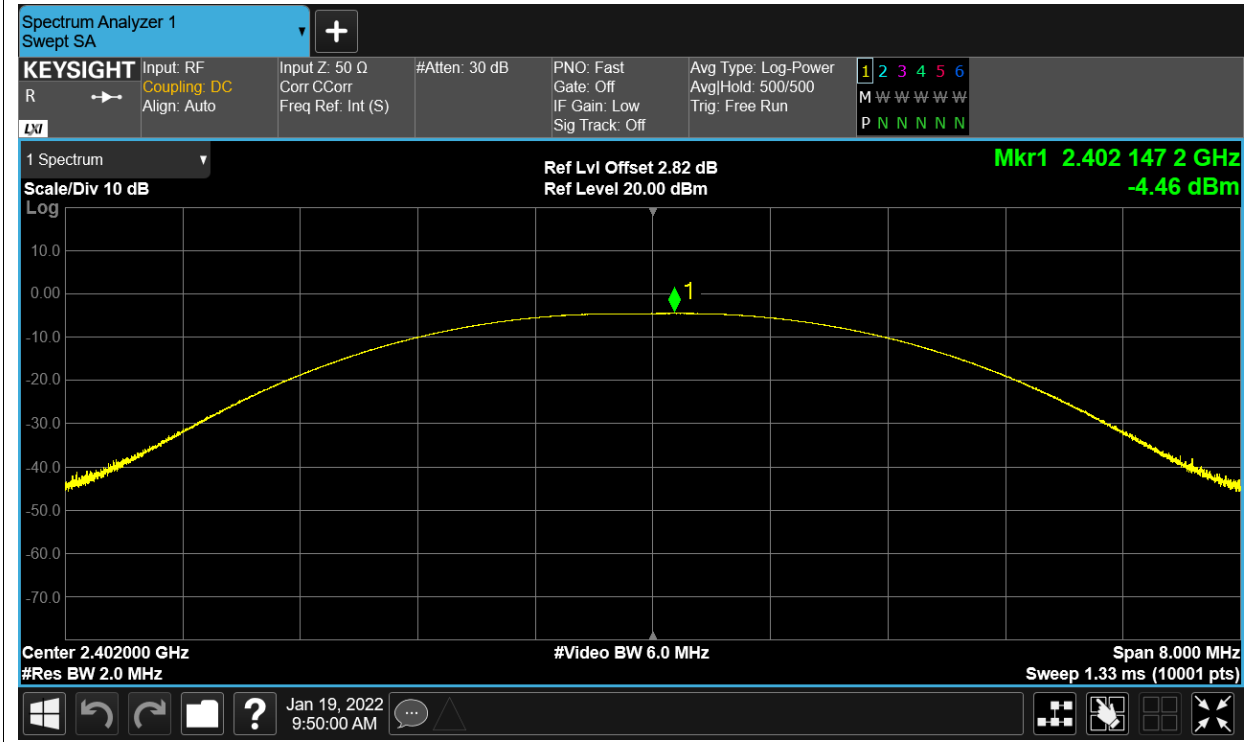 Spectrum Analyzer 1
Swept SA
KEYSIGHT
R
LXI
Input: RF
Coupling: DC
Align: Auto
Input Z: 50 Ω
Corr CCorr
Freq Ref: Int (S)
#Atten: 30 dB
PNO: Fast
Gate: Off
IF Gain: Low
Sig Track: Off
Avg Type: Log-Power
Avg|Hold: 500/500
Trig: Free Run
1 2 3 4 5 6
M W W W W W
P N N N N N
1 Spectrum
Scale/Div 10 dB
Log
Ref Lvl Offset 2.82 dB
Ref Level 20.00 dBm
Mkr1 2.402 147 2 GHz
-4.46 dBm
10.0
0.00
-10.0
-20.0
-30.0
-40.0
-50.0
-60.0
-70.0
1
Center 2.402000 GHz
#Res BW 2.0 MHz
#Video BW 6.0 MHz
Span 8.000 MHz
Sweep 1.33 ms (10001 pts)
?
Jan 19, 2022
9:50:00 AM